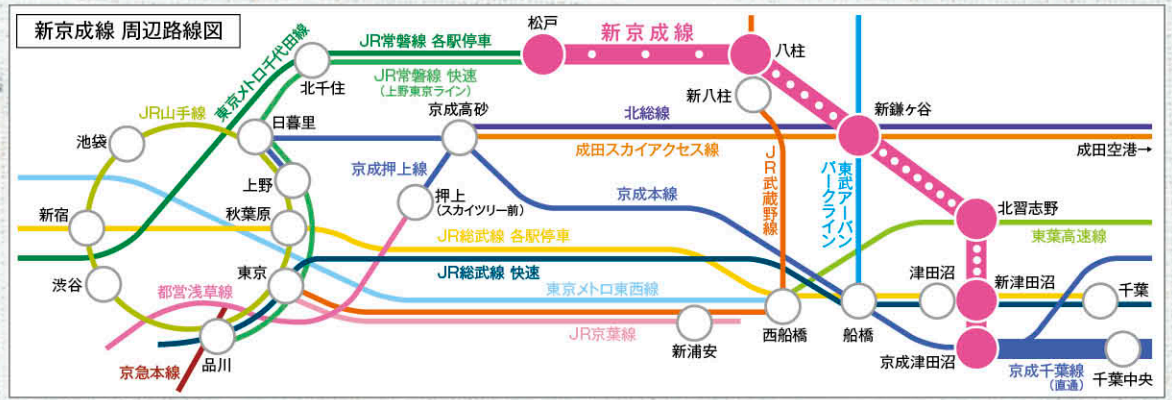 新京成線 周辺路線図
松戸
新京成線
八柱
JR常磐線 各駅停車
JR常磐線 快速
(上野東京ライン)
東京メトロ千代田線
北千住
新八柱
新鎌ヶ谷
JR山手線
日暮里
京成高砂
北総線
成田スカイアクセス線
成田空港→
池袋
京成押上線
上野
押上
(スカイツリー前)
京成本線
JR武蔵野線
東武アーバン
パークライン
北習志野
東葉高速線
新宿
秋葉原
JR総武線 各駅停車
東京
JR総武線 快速
津田沼
新津田沼
千葉
渋谷
都営浅草線
東京メトロ東西線
JR京葉線
新浦安
西船橋
船橋
品川
京急本線
京成津田沼
京成千葉線
(直通)
千葉中央